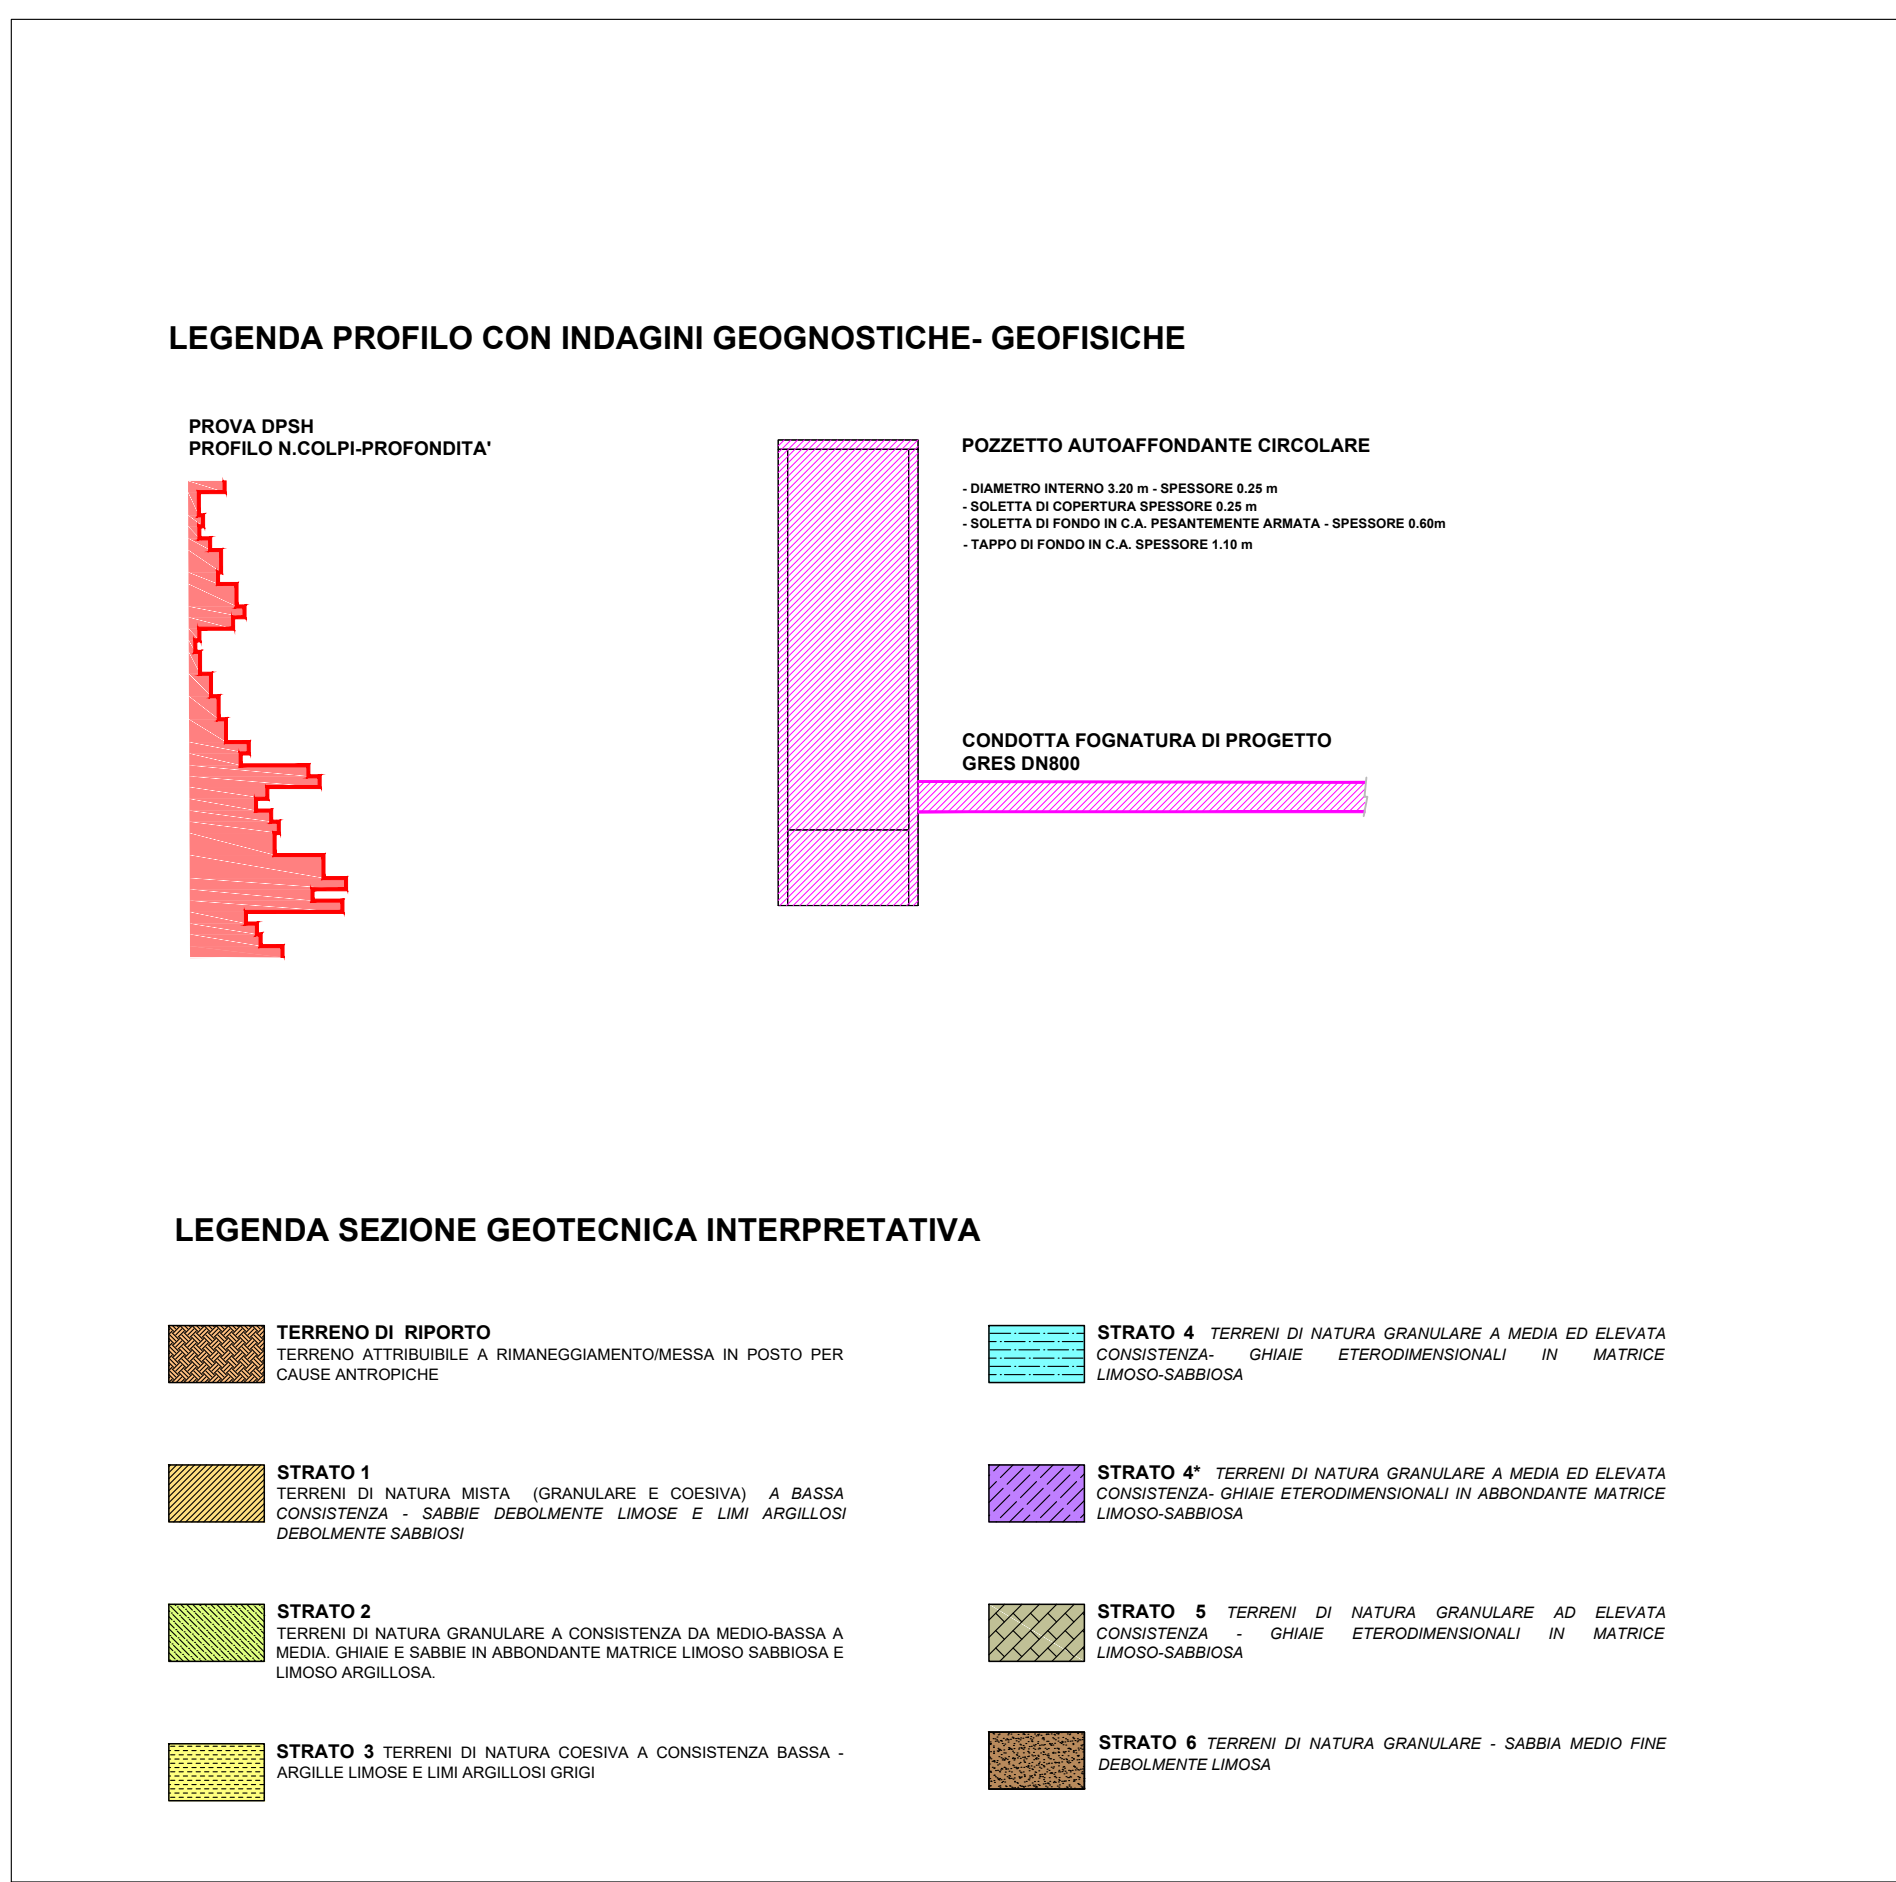 LEGENDA PROFILO CON INDAGINI GEOGNOSTICHE- GEOFISICHE
PROVA DPSH
PROFILO N.COLPI-PROFONDITA'
POZZETTO AUTOAFFONDANTE CIRCOLARE
- DIAMETRO INTERNO 3.20 m - SPESSORE 0.25 m
- SOLETTA DI COPERTURA SPESSORE 0.25 m
- SOLETTA DI FONDO IN C.A. PESANTEMENTE ARMATA - SPESSORE 0.60m
- TAPPO DI FONDO IN C.A. SPESSORE 1.10 m
CONDOTTA FOGNATURA DI PROGETTO
GRES DN800
LEGENDA SEZIONE GEOTECNICA INTERPRETATIVA
TERRENO DI RIPORTO
TERRENO ATTRIBUIBILE A RIMANEGGIAMENTO/MESSA IN POSTO PER
CAUSE ANTROPICHE
STRATO 1
TERRENI DI NATURA MISTA (GRANULARE E COESIVA) A BASSA
CONSISTENZA - SABBIE DEBOLMENTE LIMOSE E LIMI ARGILLOSI
DEBOLMENTE SABBIOSI
STRATO 2
TERRENI DI NATURA GRANULARE A CONSISTENZA DA MEDIO-BASSA A
MEDIA. GHIAIE E SABBIE IN ABBONDANTE MATRICE LIMOSO SABBIOSA E
LIMOSO ARGILLOSA.
STRATO 3 TERRENI DI NATURA COESIVA A CONSISTENZA BASSA -
ARGILLE LIMOSE E LIMI ARGILLOSI GRIGI
STRATO 4 TERRENI DI NATURA GRANULARE A MEDIA ED ELEVATA
CONSISTENZA- GHIAIE ETERODIMENSIONALI IN MATRICE
LIMOSO-SABBIOSA
STRATO 4* TERRENI DI NATURA GRANULARE A MEDIA ED ELEVATA
CONSISTENZA- GHIAIE ETERODIMENSIONALI IN ABBONDANTE MATRICE
LIMOSO-SABBIOSA
STRATO 5 TERRENI DI NATURA GRANULARE AD ELEVATA
CONSISTENZA - GHIAIE ETERODIMENSIONALI IN MATRICE
LIMOSO-SABBIOSA
STRATO 6 TERRENI DI NATURA GRANULARE - SABBIA MEDIO FINE
DEBOLMENTE LIMOSA